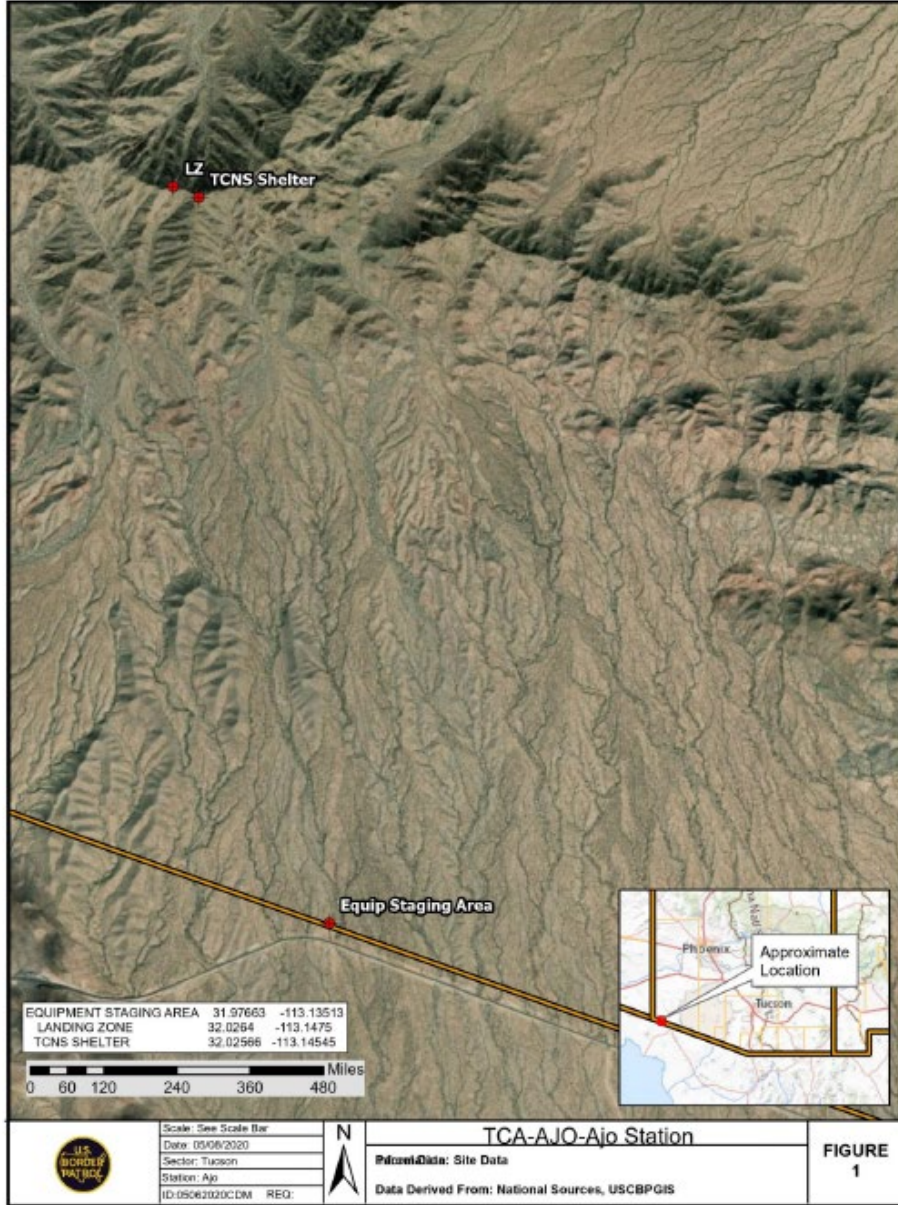 LZ
TCNS Shelter
Equip Staging Area
Phoenix
Approximate
Location
Tucson
EQUIPMENT STAGING AREA 31.97663 -113.13513
LANDING ZONE 32.0264 -113.1475
TCNS SHELTER 32.02566 -113.14545
Miles
0 60 120 240 360 480
U.S.
BORDER
PATROL
Scale: See Scale Bar
Date: 05/06/2020
Sector: Tucson
Station: Ajo
ID:05062020CDM REQ:
N
TCA-AJO-Ajo Station
Site Data
Data Derived From: National Sources, USCBPGIS
FIGURE
1